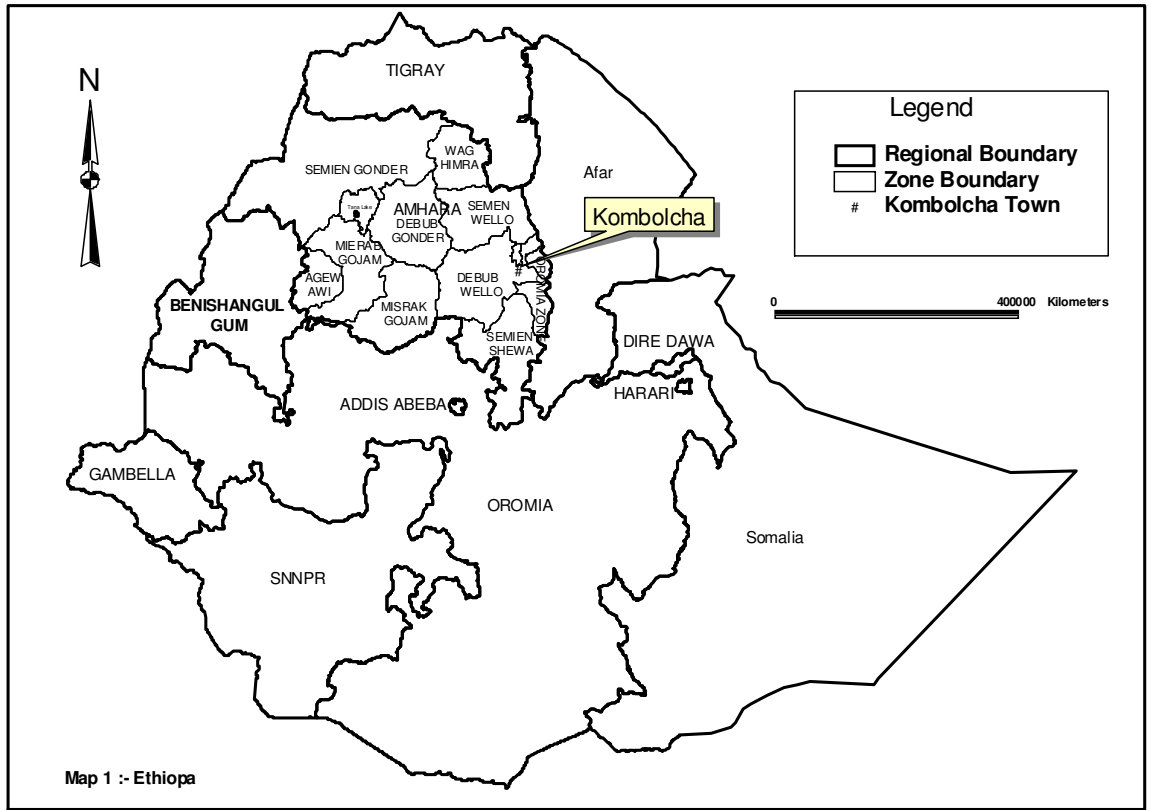 TIGRAY
N
Legend
Regional Boundary
Zone Boundary
# Kombolcha Town
WAG
HIMRA
SEMIEN GONDER
Afar
Tana Lake
AMHARA
SEMEN
WELLO
Kombolcha
DEBUB
GONDER
MIERAB
GOJAM
AGEW
AWI
DEBUB
WELLO
#
OROMIA ZONE
BENISHANGUL
GUM
MISRAK
GOJAM
0 400000 Kilometers
SEMIEN
SHEWA
DIRE DAWA
HARARI
ADDIS ABEBA
GAMBELLA
OROMIA
Somalia
SNNPR
Map 1 :- Ethiopa